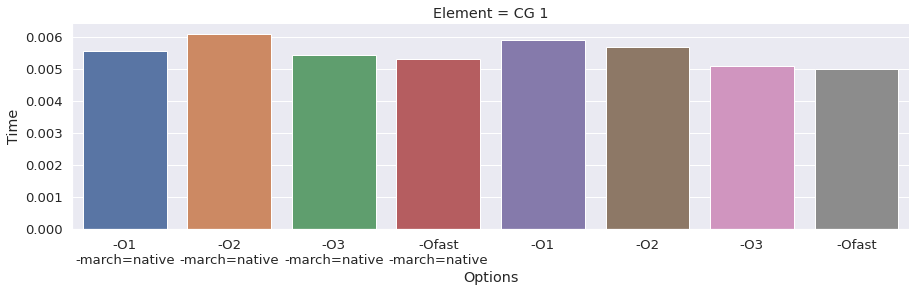 Element = CG 1
Time
0.006
0.005
0.004
0.003
0.002
0.001
0.000
-O1
-march=native
-O2
-march=native
-O3
-march=native
-Ofast
-march=native
-O1
-O2
-O3
-Ofast
Options